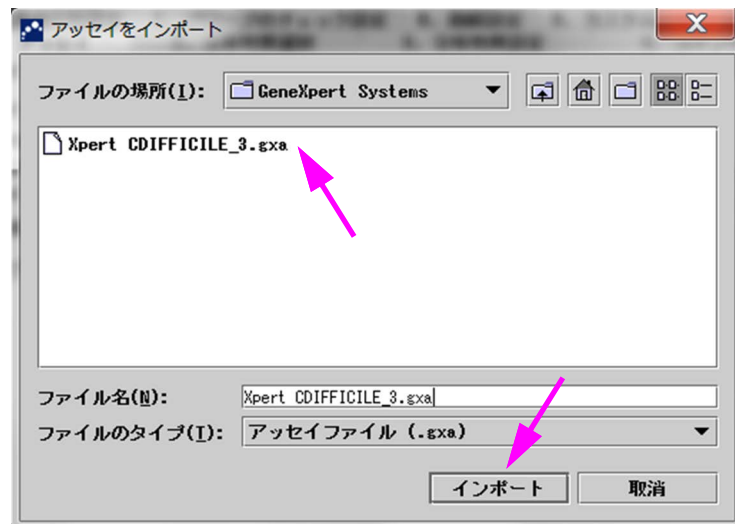 アッセイをインポート
ファイルの場所(I): GeneXpert Systems
Xpert CDIFFICILE_3.gxa
ファイル名(N): Xpert CDIFFICILE_3.gxa
ファイルのタイプ(T): アッセイファイル (.gxa)
インポート 取消